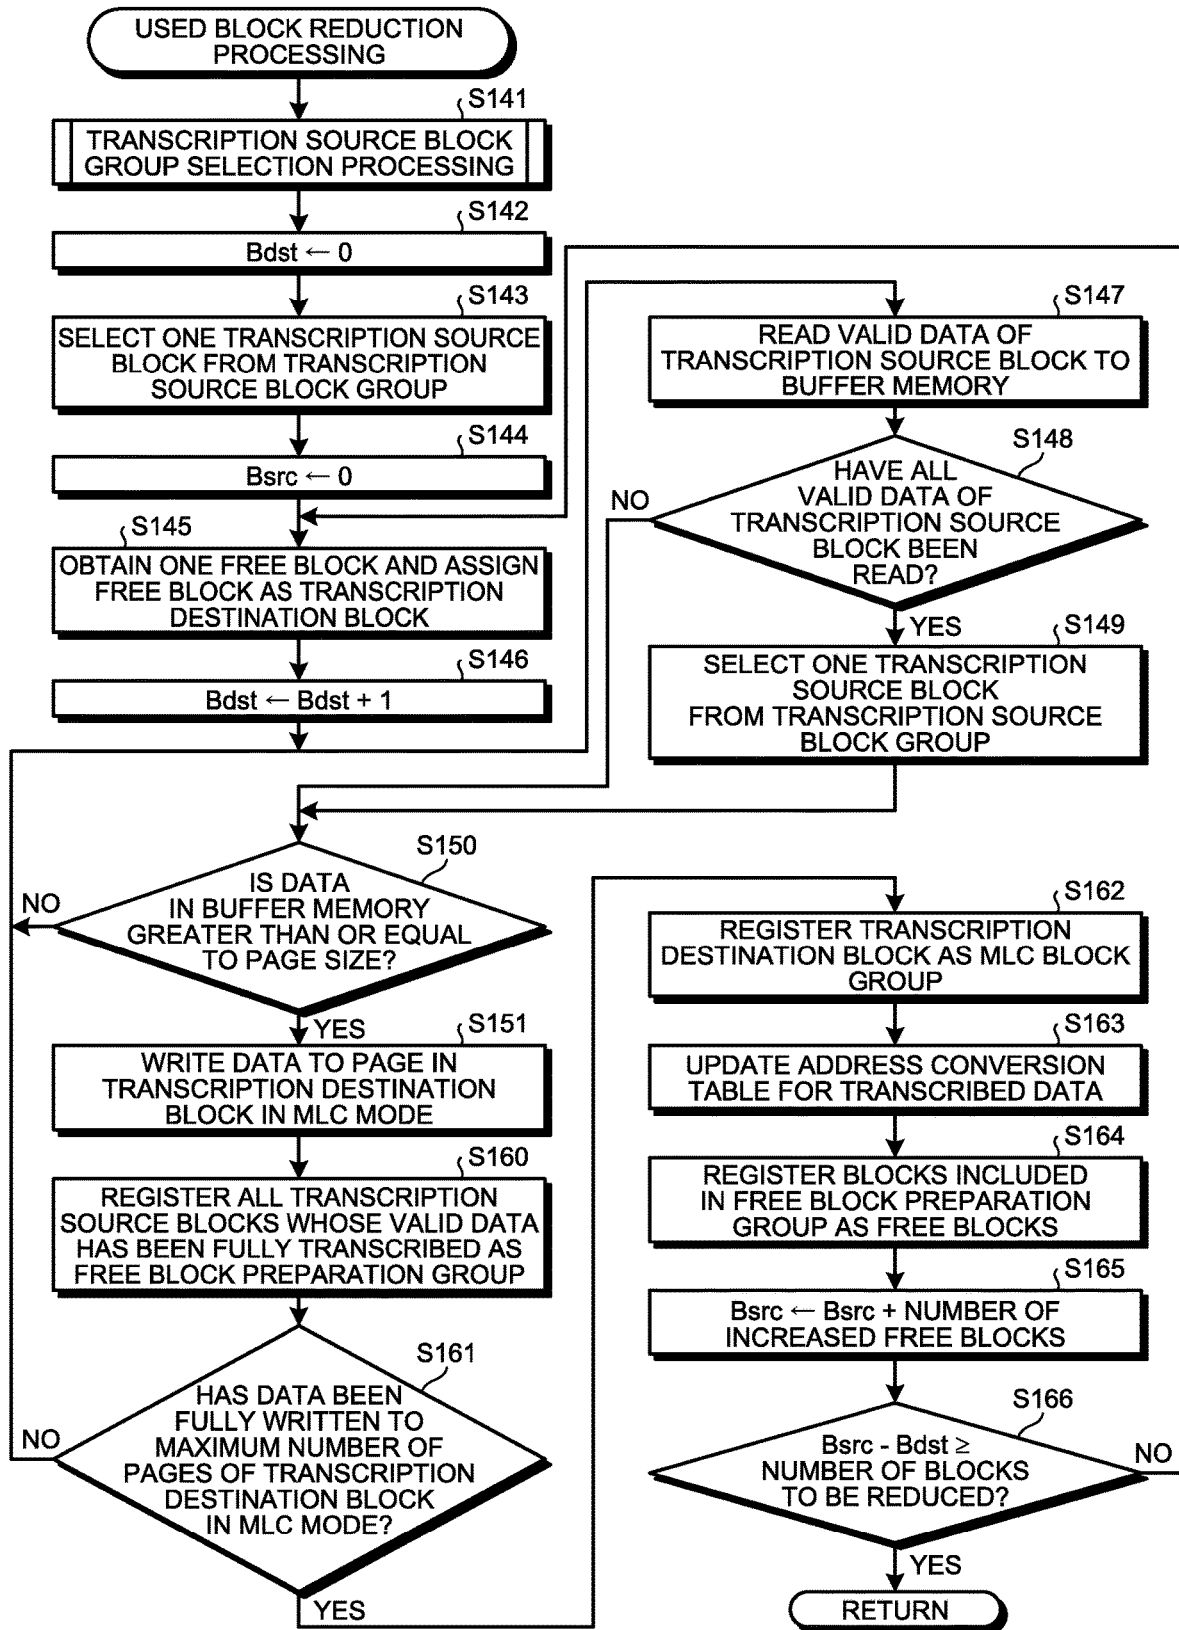 USED BLOCK REDUCTION
PROCESSING
S141
TRANSCRIPTION SOURCE BLOCK
GROUP SELECTION PROCESSING
S142
Bdst ← 0
S143
SELECT ONE TRANSCRIPTION SOURCE
BLOCK FROM TRANSCRIPTION
SOURCE BLOCK GROUP
S144
Bsrc ← 0
S145
OBTAIN ONE FREE BLOCK AND ASSIGN
FREE BLOCK AS TRANSCRIPTION
DESTINATION BLOCK
S146
Bdst ← Bdst + 1
S147
READ VALID DATA OF
TRANSCRIPTION SOURCE BLOCK TO
BUFFER MEMORY
S148
HAVE ALL
VALID DATA OF
TRANSCRIPTION SOURCE
BLOCK BEEN
READ?
NO
YES
S149
SELECT ONE TRANSCRIPTION
SOURCE BLOCK
FROM TRANSCRIPTION SOURCE
BLOCK GROUP
S150
IS DATA
IN BUFFER MEMORY
GREATER THAN OR EQUAL
TO PAGE SIZE?
NO
YES
S151
WRITE DATA TO PAGE IN
TRANSCRIPTION DESTINATION
BLOCK IN MLC MODE
S160
REGISTER ALL TRANSCRIPTION
SOURCE BLOCKS WHOSE VALID DATA
HAS BEEN FULLY TRANSCRIBED AS
FREE BLOCK PREPARATION GROUP
S161
HAS DATA BEEN
FULLY WRITTEN TO
MAXIMUM NUMBER OF
PAGES OF TRANSCRIPTION
DESTINATION BLOCK
IN MLC MODE?
NO
YES
S162
REGISTER TRANSCRIPTION
DESTINATION BLOCK AS MLC BLOCK
GROUP
S163
UPDATE ADDRESS CONVERSION
TABLE FOR TRANSCRIBED DATA
S164
REGISTER BLOCKS INCLUDED
IN FREE BLOCK PREPARATION
GROUP AS FREE BLOCKS
S165
Bsrc ← Bsrc + NUMBER OF
INCREASED FREE BLOCKS
S166
Bsrc - Bdst ≥
NUMBER OF BLOCKS
TO BE REDUCED?
NO
YES
RETURN